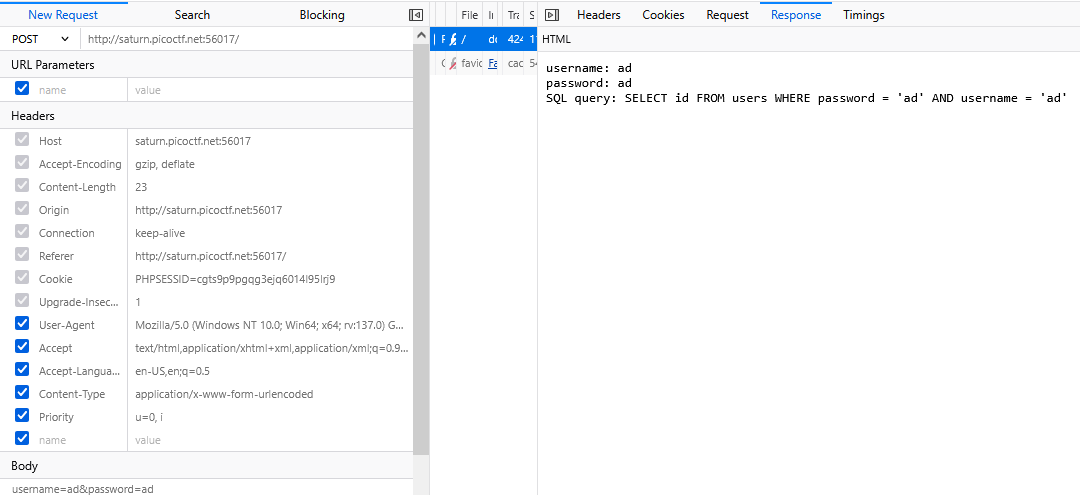 New Request Search Blocking
POST http://saturn.picoctf.net:56017/
URL Parameters
name value
Headers
Host saturn.picoctf.net:56017
Accept-Encoding gzip, deflate
Content-Length 23
Origin http://saturn.picoctf.net:56017
Connection keep-alive
Referer http://saturn.picoctf.net:56017/
Cookie PHPSESSID=cgts9p9pgqg3ejq6014l95lrj9
Upgrade-Insec... 1
User-Agent Mozilla/5.0 (Windows NT 10.0; Win64; x64; rv:137.0) G...
Accept text/html,application/xhtml+xml,application/xml;q=0.9...
Accept-Langua... en-US,en;q=0.5
Content-Type application/x-www-form-urlencoded
Priority u=0, i
name value
Body
username=ad&password=ad
File
/ 424
favic Fa cac
Headers Cookies Request Response Timings
HTML
username: ad
password: ad
SQL query: SELECT id FROM users WHERE password = 'ad' AND username = 'ad'